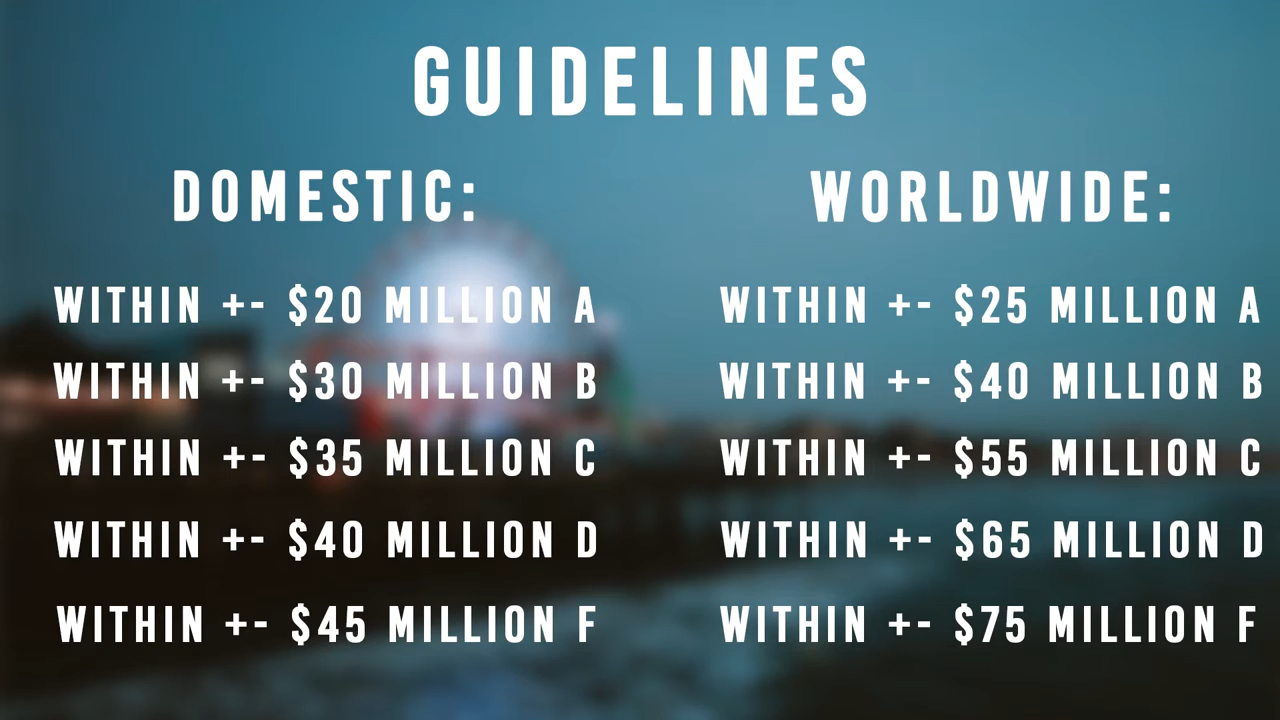 GUIDELINES
DOMESTIC:
WITHIN +- $20 MILLION A
WITHIN +- $30 MILLION B
WITHIN +- $35 MILLION C
WITHIN +- $40 MILLION D
WITHIN +- $45 MILLION F
WORLDWIDE:
WITHIN +- $25 MILLION A
WITHIN +- $40 MILLION B
WITHIN +- $55 MILLION C
WITHIN +- $65 MILLION D
WITHIN +- $75 MILLION F